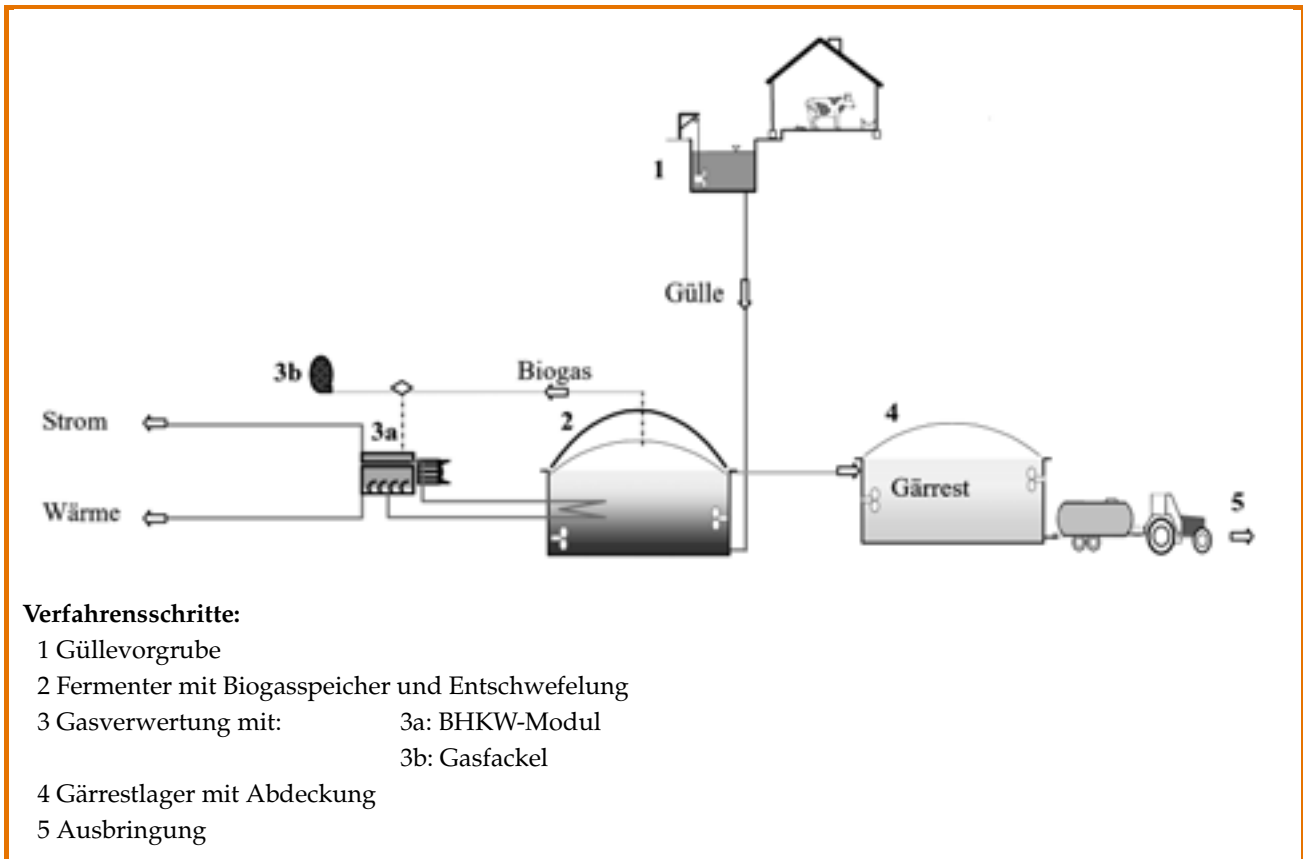 1
Gülle
3b
Biogas
Strom
3a
2
4
Wärme
Gärrest
5
Verfahrensschritte:
1 Güllevorgrube
2 Fermenter mit Biogasspeicher und Entschwefelung
3 Gasverwertung mit: 3a: BHKW-Modul
3b: Gasfackel
4 Gärrestlager mit Abdeckung
5 Ausbringung